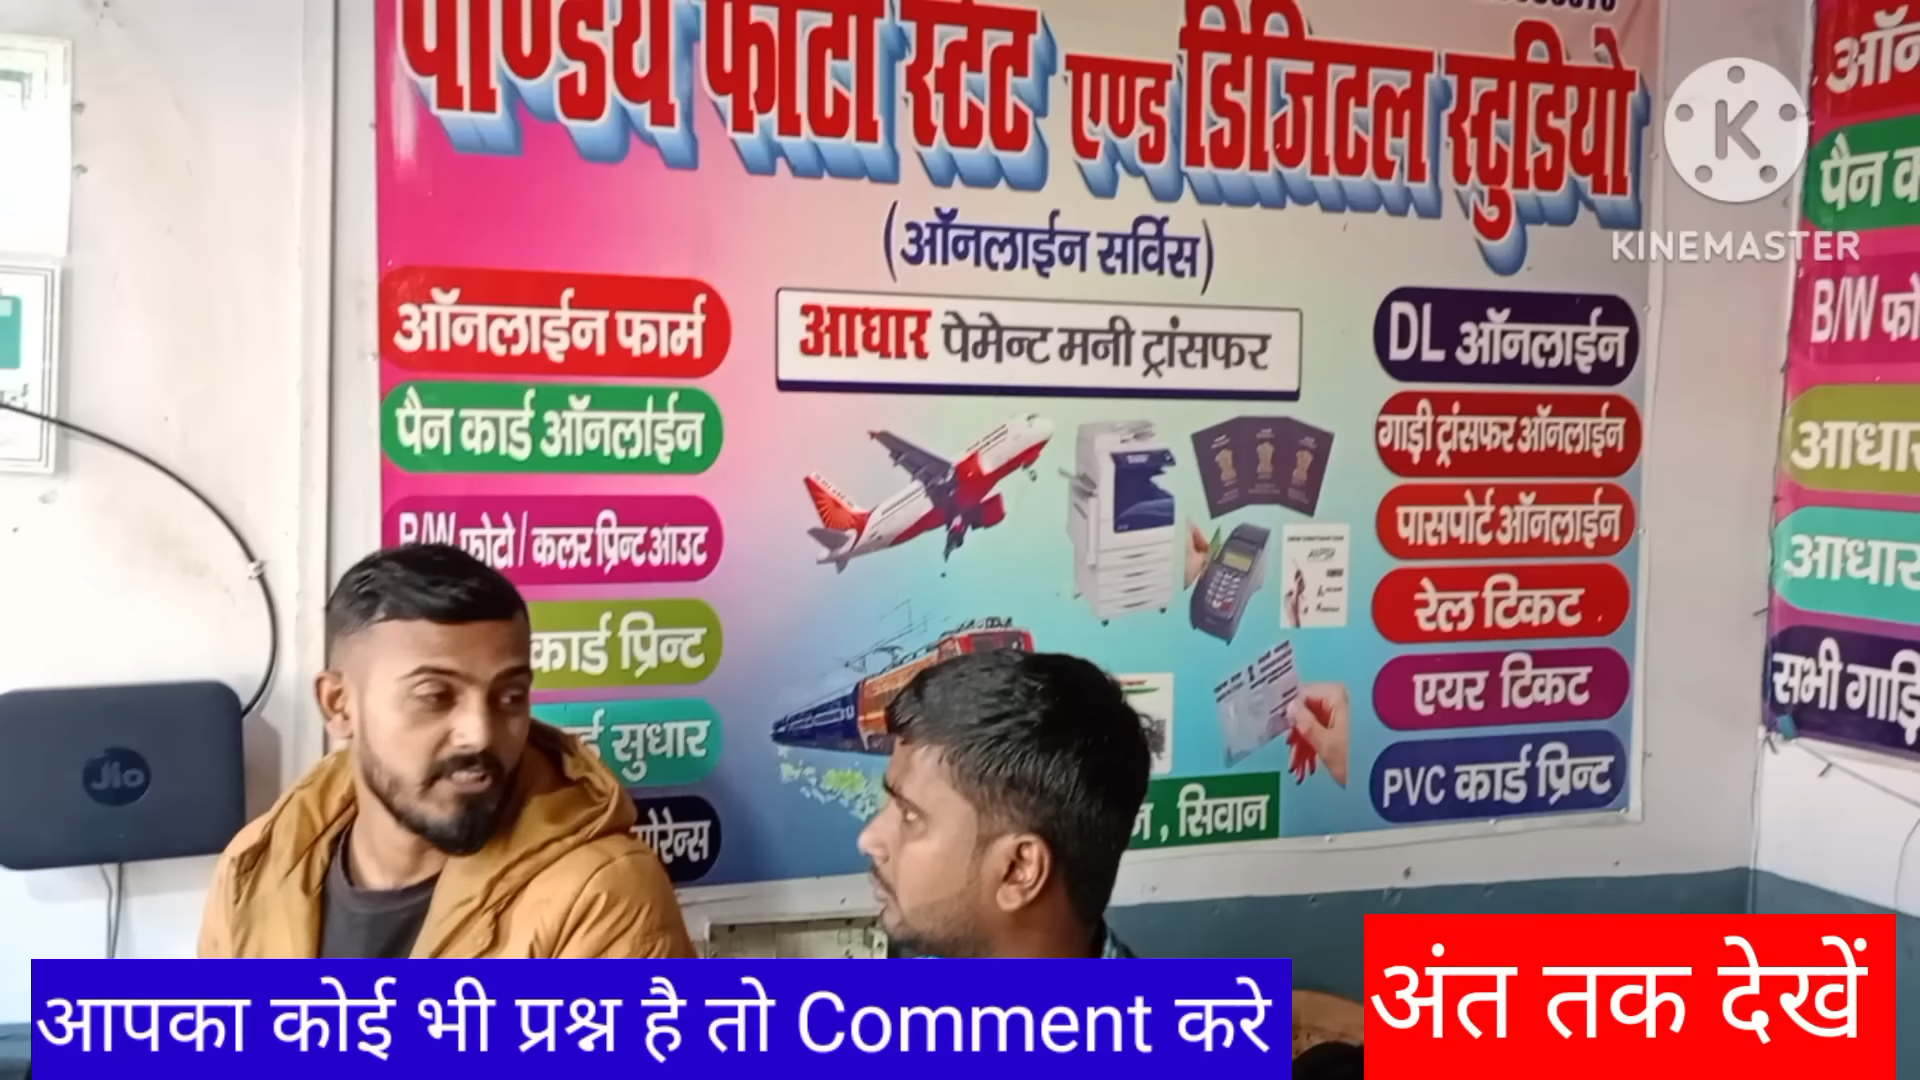 पाण्डेय फोटो स्टेट एण्ड डिजिटल स्टुडियो
(ऑनलाईन सर्विस)
आधार पेमेन्ट मनी ट्रांसफर
ऑनलाईन फार्म
पैन कार्ड ऑनलाईन
B/W फोटो / कलर प्रिन्ट आउट
कार्ड प्रिन्ट
सुधार
DL ऑनलाईन
गाड़ी ट्रांसफर ऑनलाईन
पासपोर्ट ऑनलाईन
रेल टिकट
एयर टिकट
PVC कार्ड प्रिन्ट
, सिवान
पैन
B/W
आधार
आधार
सभी
Jio
K
KINEMASTER
आपका कोई भी प्रश्न है तो Comment करे
अंत तक देखें